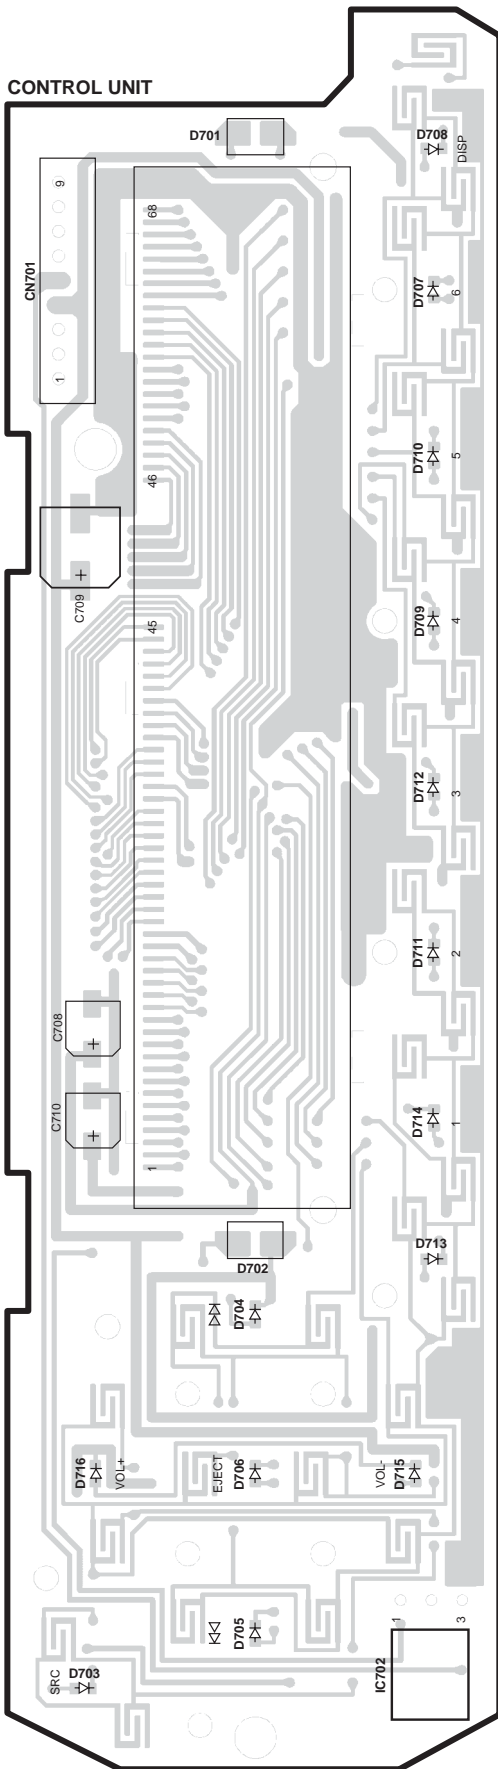 CONTROL UNIT
D701
D708
DISP
9
CN701
1
68
D707
6
46
D710
5
+
C709
45
D709
4
D712
3
D711
2
C708
+
C710
+
1
D714
1
D702
D713
D704
D716
VOL+
EJECT
D706
VOL-
D715
D705
SRC
D703
IC702
1
3